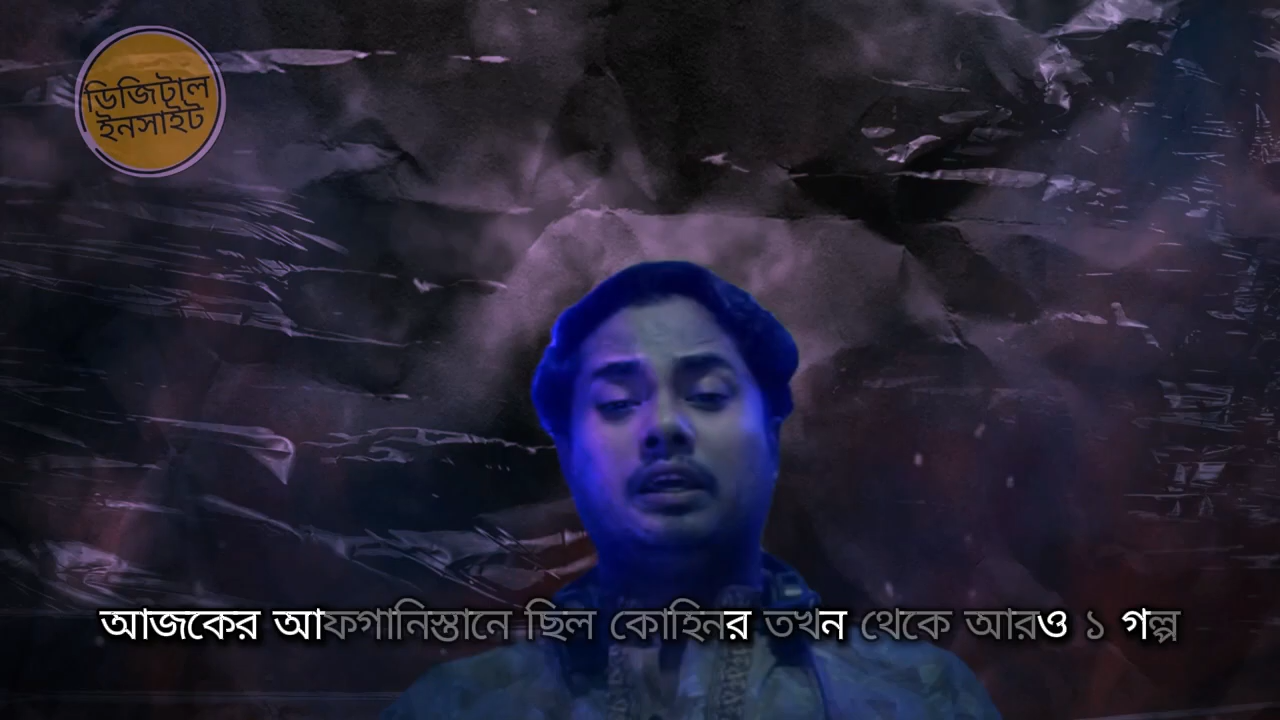 ডিজিটাল
ইনসাইট
আজকের আফগানিস্তানে ছিল কোহিনর তখন থেকে আরও ১ গল্প